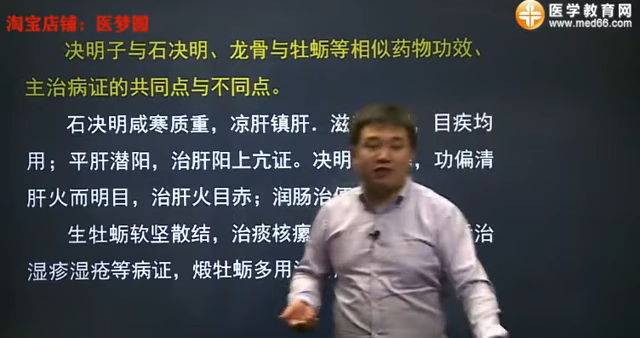 淘宝店铺：医梦圆
医学教育网
www.med66.com
决明子与石决明、龙骨与牡蛎等相似药物功效、
主治病证的共同点与不同点。
石决明咸寒质重，凉肝镇肝．滋 目疾均
用；平肝潜阳，治肝阳上亢证。决明 功偏清
肝火而明目，治肝火目赤；润肠治
生牡蛎软坚散结，治痰核瘰 治
湿疹湿疮等病证，煅牡蛎多用